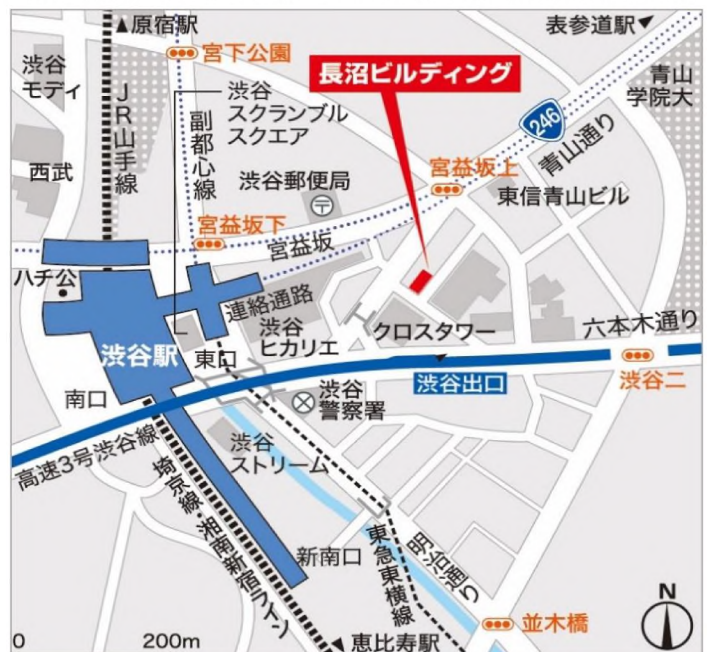 ▲原宿駅
表参道駅
宮下公園
渋谷
モディ
JR山手線
副都心線
渋谷
スクランブル
スクエア
長沼ビルディング
青山
学院大
246
青山通り
西武
渋谷郵便局
〒
宮益坂上
東信青山ビル
宮益坂下
宮益坂
ハチ公
連絡通路
渋谷
ヒカリエ
クロスタワー
六本木通り
渋谷駅
東口
渋谷出口
渋谷二
南口
渋谷
警察署
高速3号渋谷線
渋谷
ストリーム
埼京線・湘南新宿ライン
新南口
東急東横線
明治通り
並木橋
N
0
200m
恵比寿駅